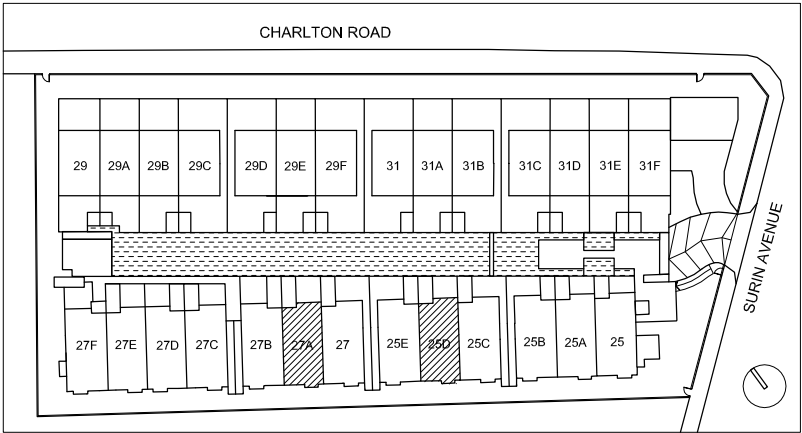 CHARLTON ROAD
29 29A 29B 29C 29D 29E 29F 31 31A 31B 31C 31D 31E 31F
SURIN AVENUE
27F 27E 27D 27C 27B 27A 27 25E 25D 25C 25B 25A 25